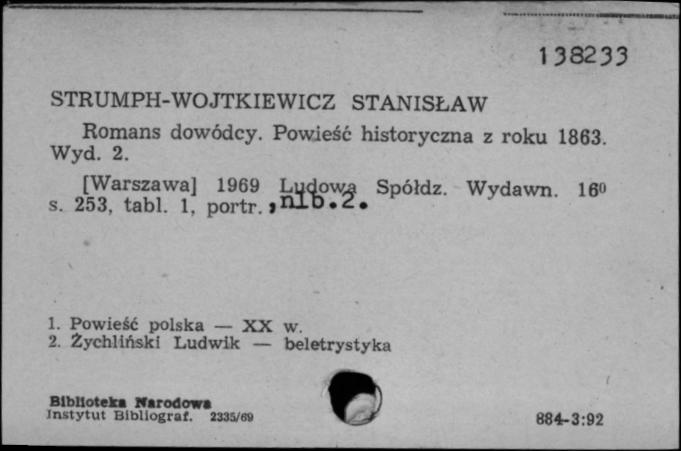 138233
STRUMPH-WOJTKIEWICZ STANISŁAW
Romans dowódcy. Powieść historyczna z roku 1863.
Wyd. 2.
[Warszawa] 1969 Ludowa Spółdz. Wydawn. 16⁰
s. 253, tabl. 1, portr. , nlb.2.
1. Powieść polska — XX w.
2. Żychliński Ludwik — beletrystyka
Biblioteka Narodowa
Instytut Bibliograf. 2335/69
884-3:92